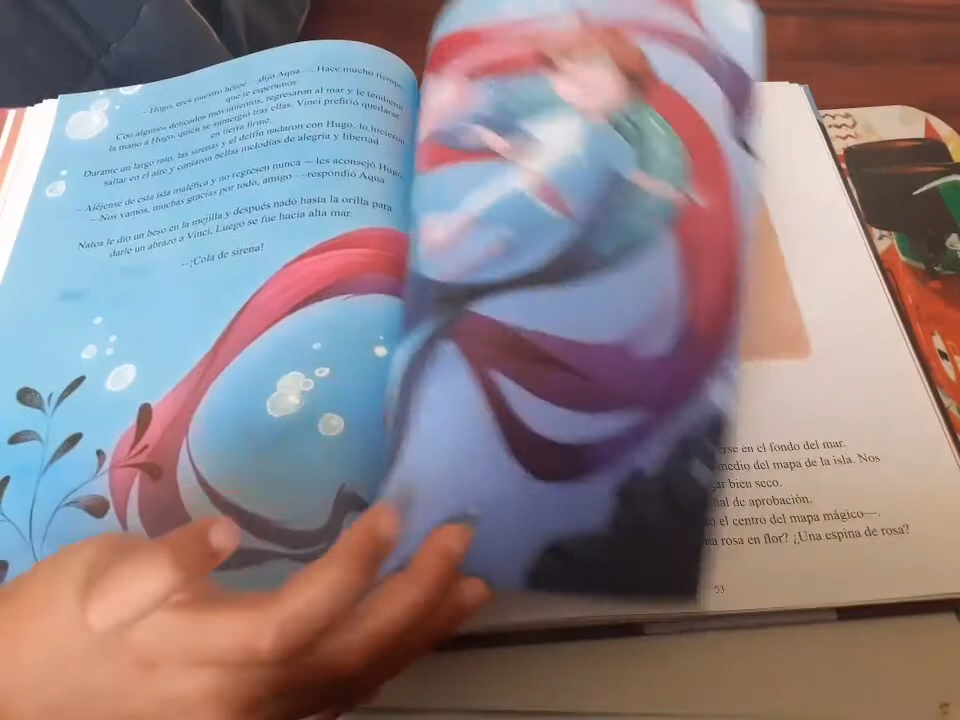 —Hugo, eres nuestro héroe —dijo Aqua—. Hace mucho tiempo
que te esperamos.
Con algunos delicados movimientos, regresaron al mar y le tendieron
la mano a Hugo, quien se sumergió tras ellas. Vinci prefirió quedarse
en tierra firme.
Durante un largo rato, las sirenas y el delfín nadaron con Hugo, lo hicieron
saltar en el aire y cantaron bellas melodías de alegría y libertad.
—Aléjense de esta isla maléfica y no regresen nunca — les aconsejó Hugo.
—Nos vamos, muchas gracias por todo, amigo —respondió Aqua
Natea le dio un beso en la mejilla y después nadó hasta la orilla para
darle un abrazo a Vinci. Luego se fue hacia alta mar.
—¡Cola de sirena!
en el fondo del mar.
medio del mapa de la isla. Nos
bien seco.
de aprobación.
el centro del mapa mágico—.
rosa en flor? ¿Una espina de rosa?
53